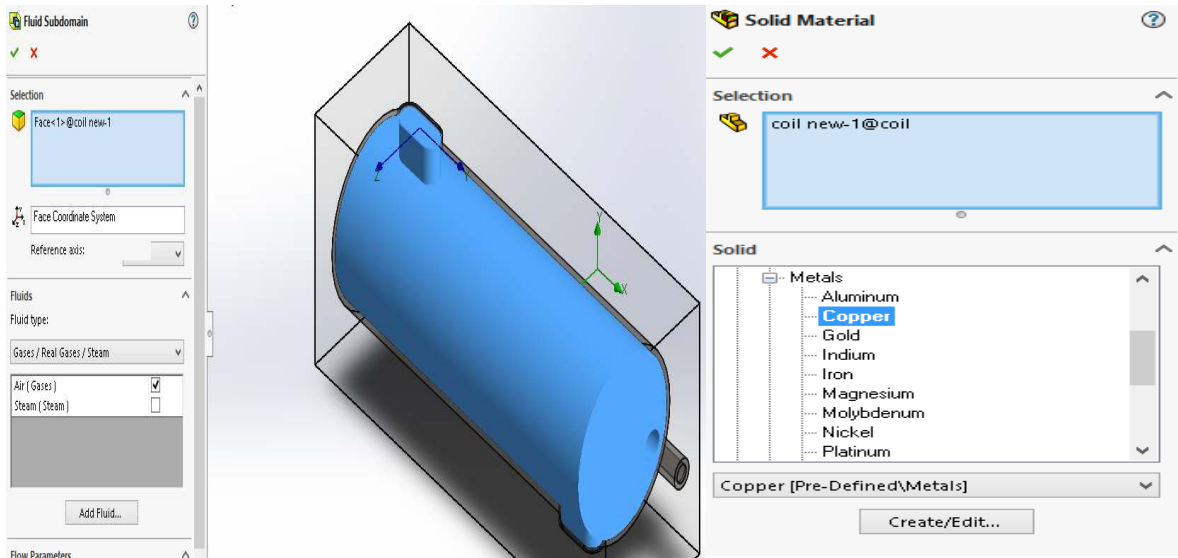 Fluid Subdomain
Selection
Face<1>@coil new-1
Face Coordinate System
Reference axis:
Fluids
Fluid type:
Gases / Real Gases / Steam
Air ( Gases )
Steam ( Steam )
Add Fluid...
Flow Parameters
Z
Y
Y
X
Solid Material
Selection
coil new-1@coil
Solid
Metals
Aluminum
Copper
Gold
Indium
Iron
Magnesium
Molybdenum
Nickel
Platinum
Copper [Pre-Defined\Metals]
Create/Edit...